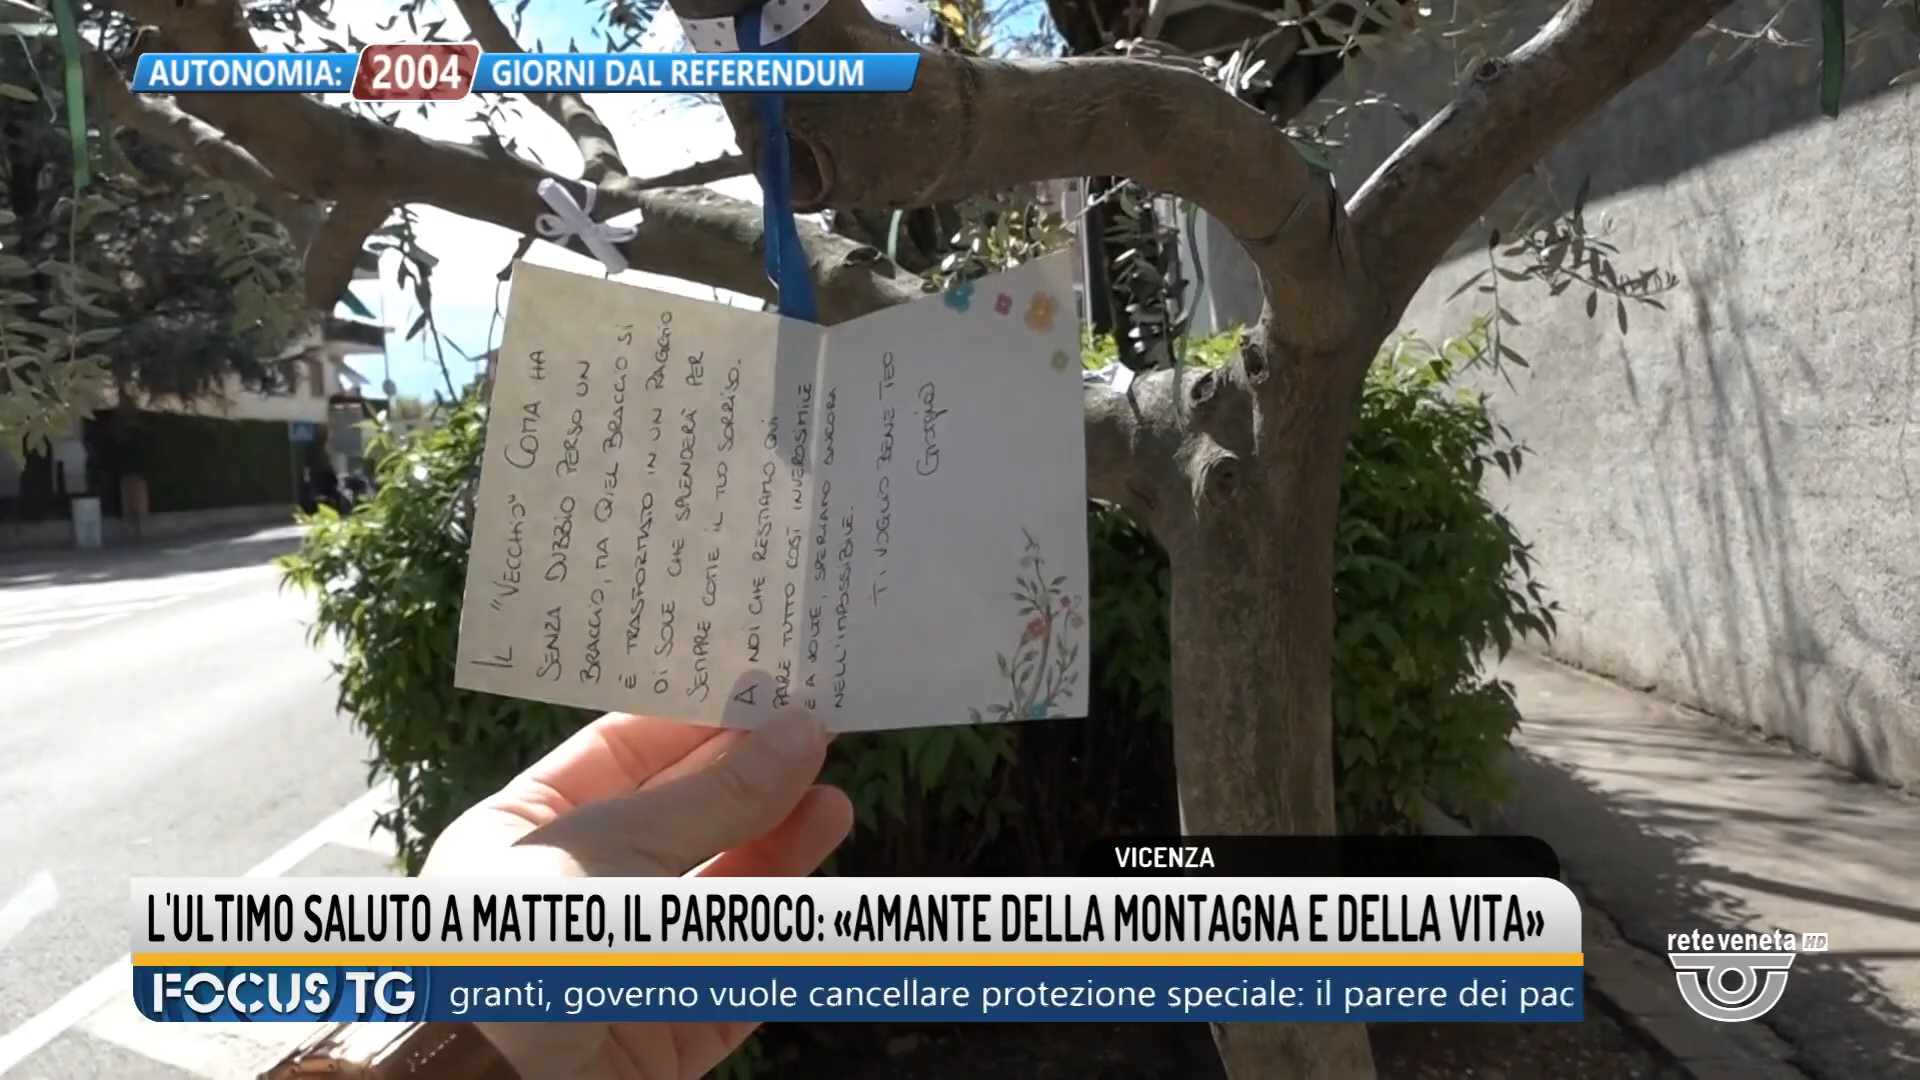 AUTONOMIA: 2004 GIORNI DAL REFERENDUM
IL "VECCHIO" COMA HA
SENZA DUBBIO PERSO UN
BRACCIO, MA QUEL BRACCIO SI
È TRASFORMATO IN UN RAGGIO
DI SOLE CHE SPLENDERÀ PER
SEMPRE COME IL TUO SORRISO.
A NOI CHE RESTIAMO QUI
PARE TUTTO COSÌ INVEROSIMILE
E A VOLTE, SPERIAMO ANCORA
NELL'IMPOSSIBILE.
TI VOGLIO BENE TEO
VICENZA
L'ULTIMO SALUTO A MATTEO, IL PARROCO: «AMANTE DELLA MONTAGNA E DELLA VITA»
FOCUS TG granti, governo vuole cancellare protezione speciale: il parere dei pac
reteveneta HD